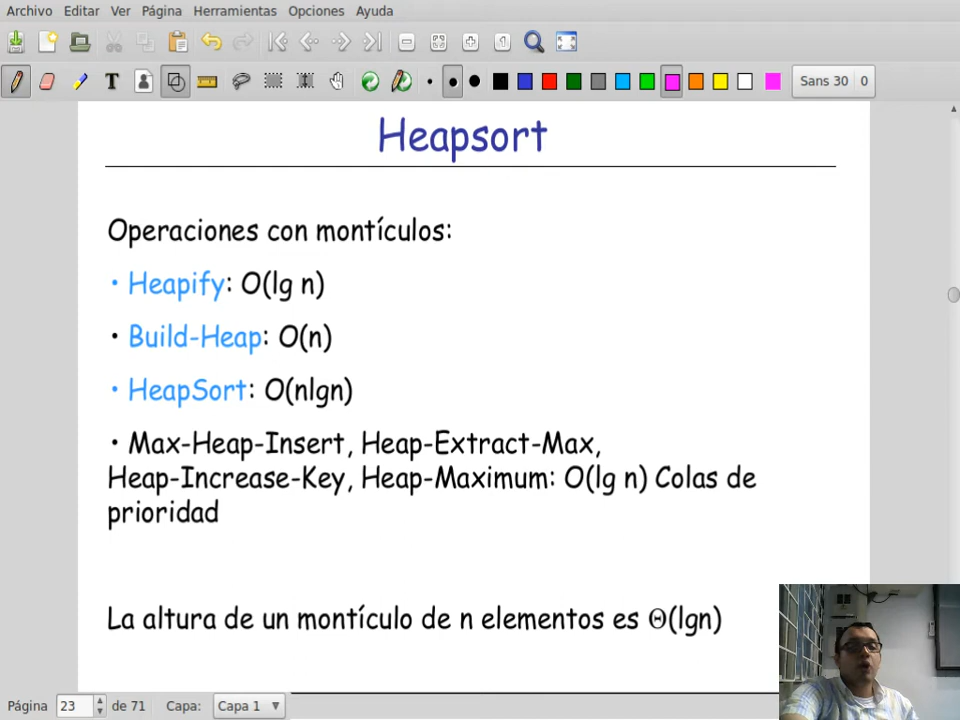 Archivo Editar Ver Página Herramientas Opciones Ayuda
T
Sans 30 0
Heapsort
Operaciones con montículos:
• Heapify: O(lg n)
• Build-Heap: O(n)
• HeapSort: O(nlgn)
• Max-Heap-Insert, Heap-Extract-Max,
Heap-Increase-Key, Heap-Maximum: O(lg n) Colas de
prioridad
La altura de un montículo de n elementos es Θ(lgn)
Página 23 de 71 Capa: Capa 1